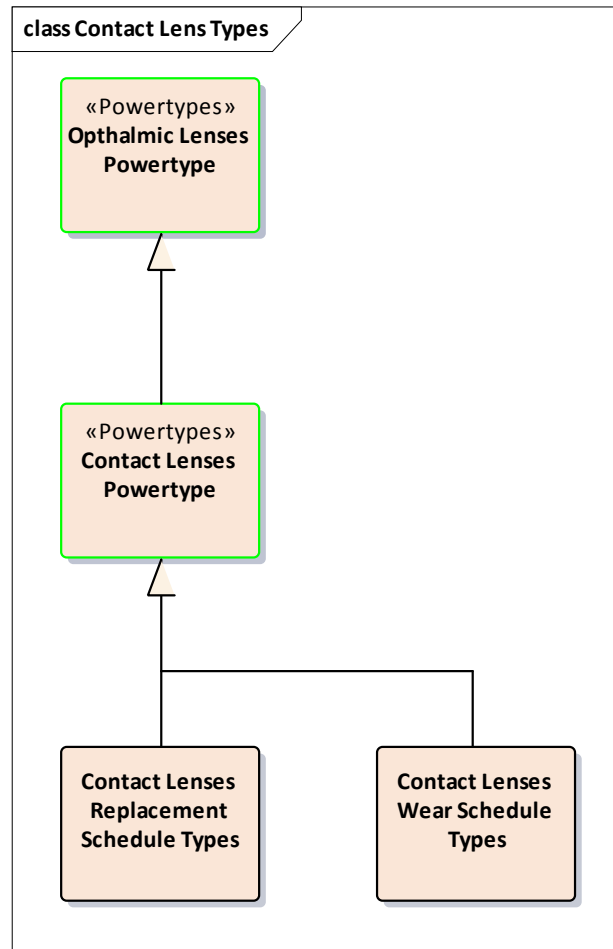 class Contact Lens Types
«Powertypes»
Opthalmic Lenses
Powertype
«Powertypes»
Contact Lenses
Powertype
Contact Lenses
Replacement
Schedule Types
Contact Lenses
Wear Schedule
Types